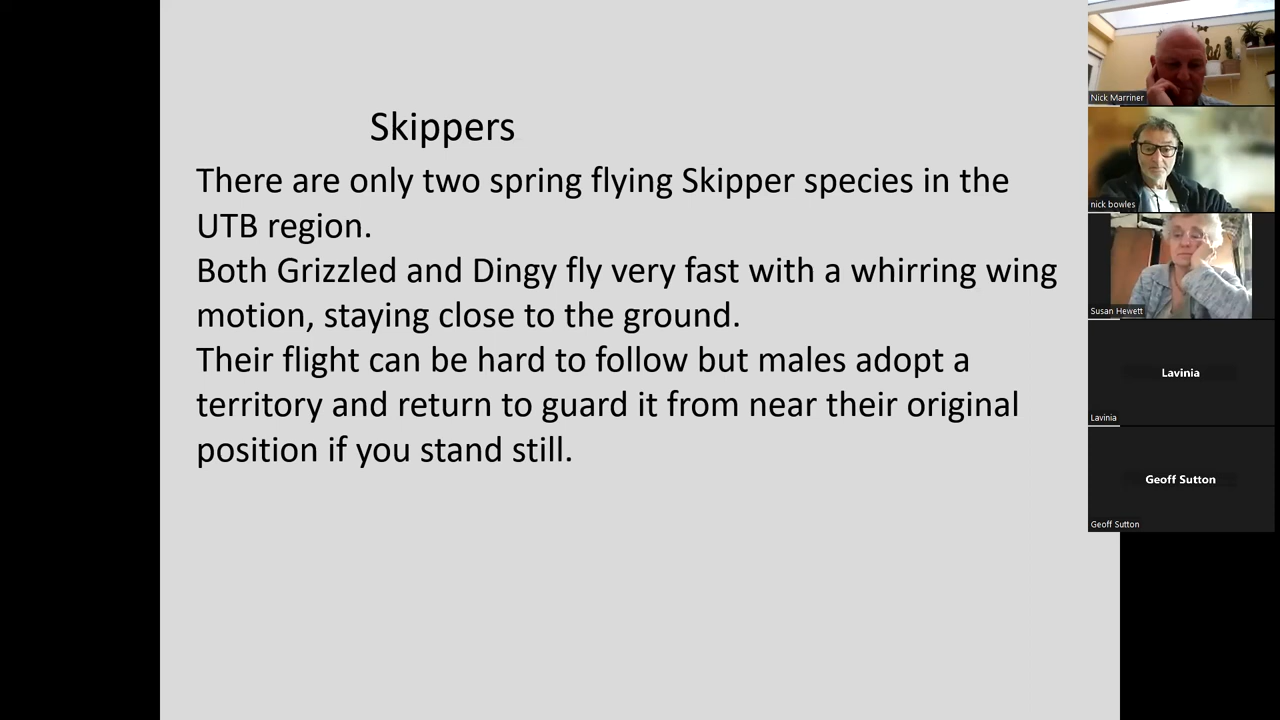 Skippers
There are only two spring flying Skipper species in the
UTB region.
Both Grizzled and Dingy fly very fast with a whirring wing
motion, staying close to the ground.
Their flight can be hard to follow but males adopt a
territory and return to guard it from near their original
position if you stand still.
Nick Marriner
nick bowles
Susan Hewett
Lavinia
Lavinia
Geoff Sutton
Geoff Sutton